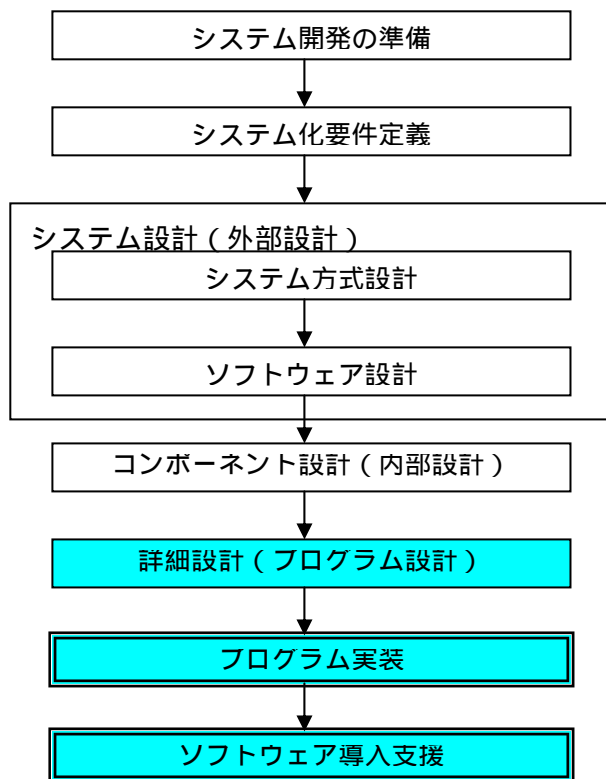 システム開発の準備
システム化要件定義
システム設計(外部設計)
システム方式設計
ソフトウェア設計
コンポーネント設計(内部設計)
詳細設計(プログラム設計)
プログラム実装
ソフトウェア導入支援